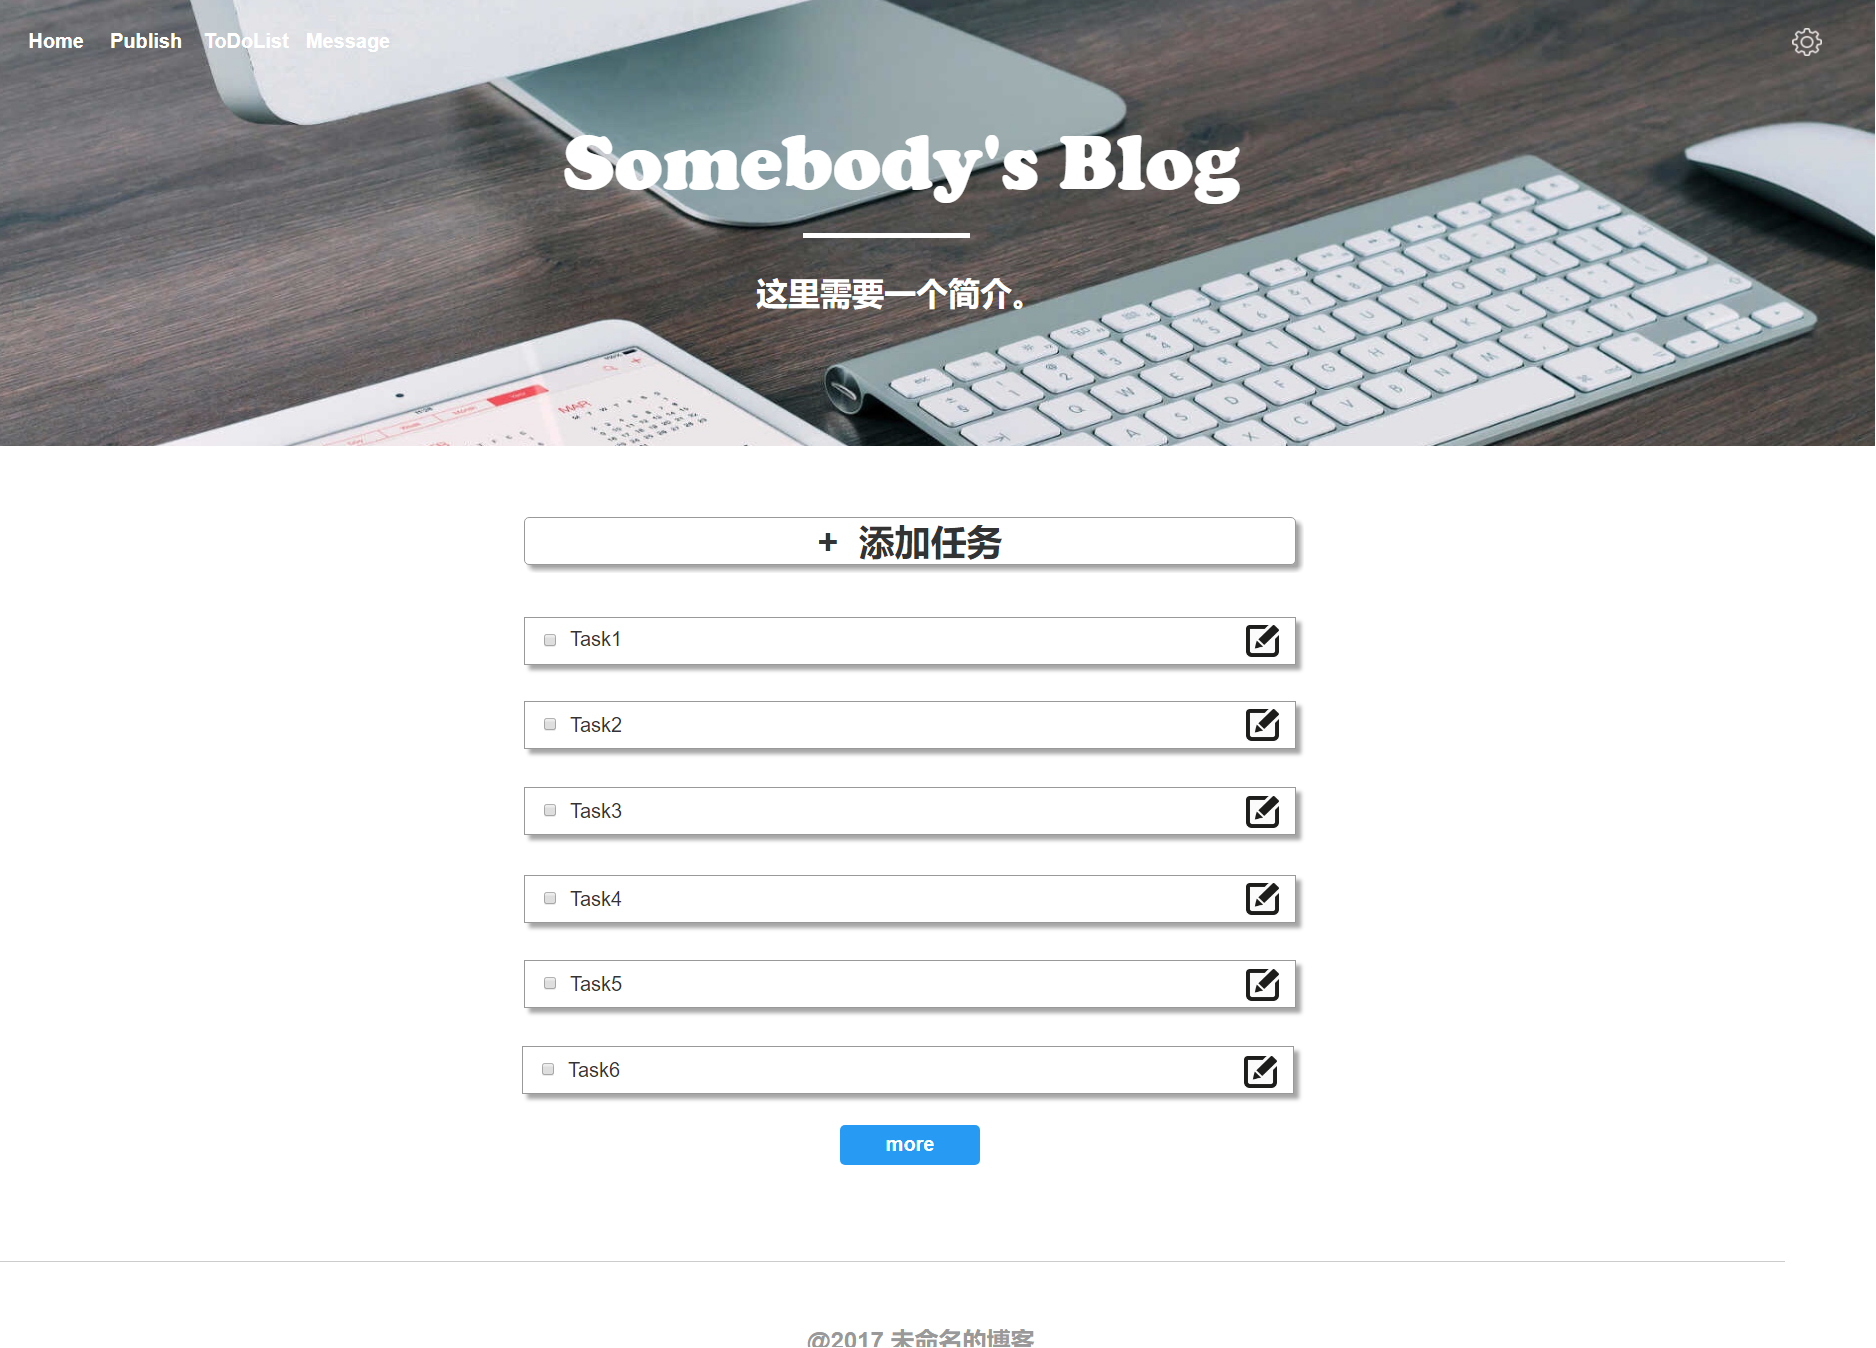 Home Publish ToDoList Message
Somebody's Blog
这里需要一个简介。
+ 添加任务
Task1
Task2
Task3
Task4
Task5
Task6
more
@2017 未命名的博客